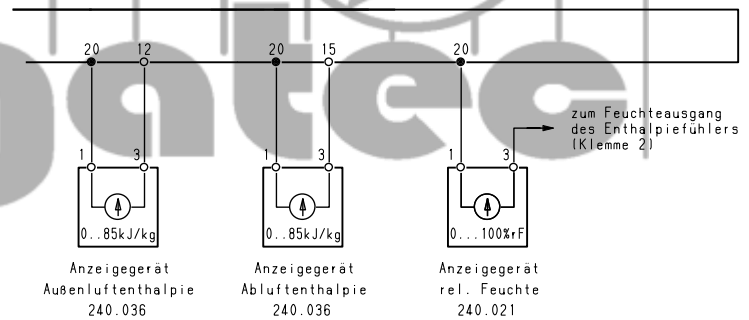 20 12 20 15 20
zum Feuchteausgang
des Enthalpiefühlers
(Klemme 2)
1 3 1 3 1 3
0..85kJ/kg 0..85kJ/kg 0...100%rF
Anzeigegerät
Außenluftenthalpie
240.036
Anzeigegerät
Abluftenthalpie
240.036
Anzeigegerät
rel. Feuchte
240.021
gatec